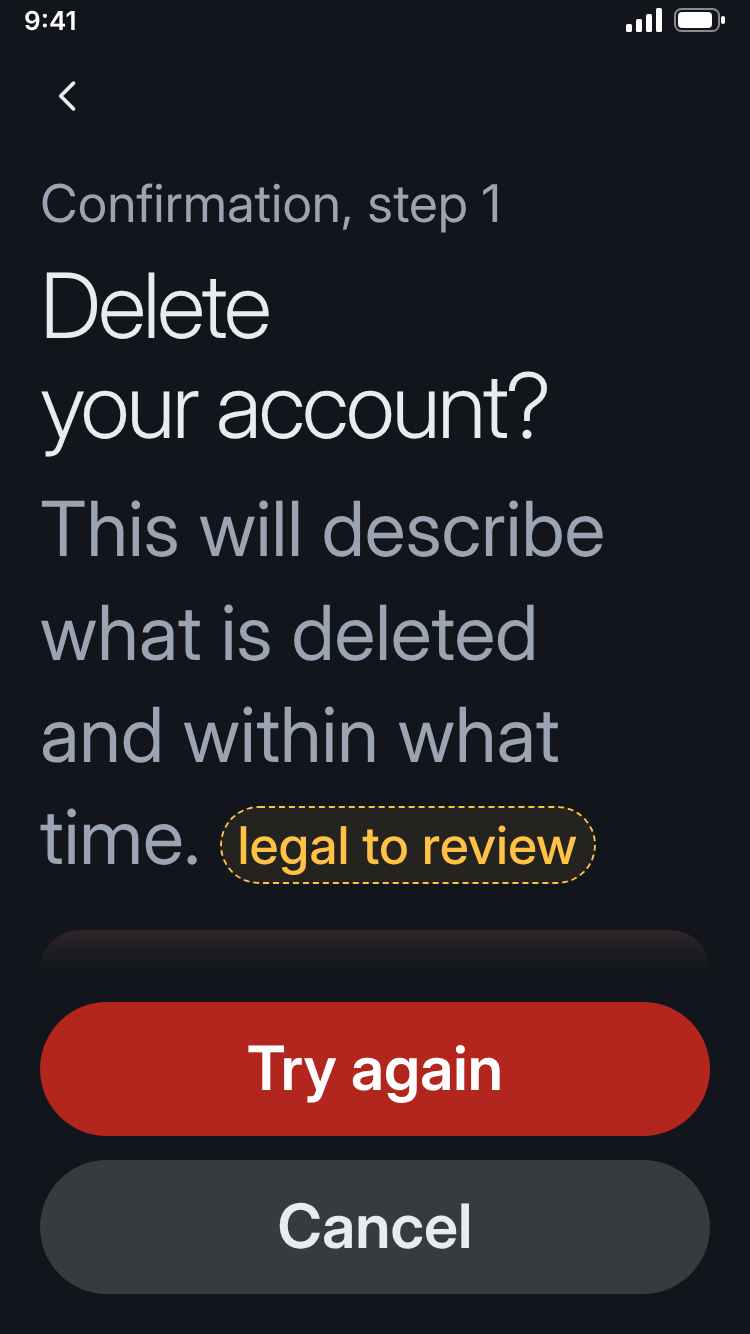 9:41
Confirmation, step 1
Delete
your account?
This will describe
what is deleted
and within what
time. legal to review
Try again
Cancel